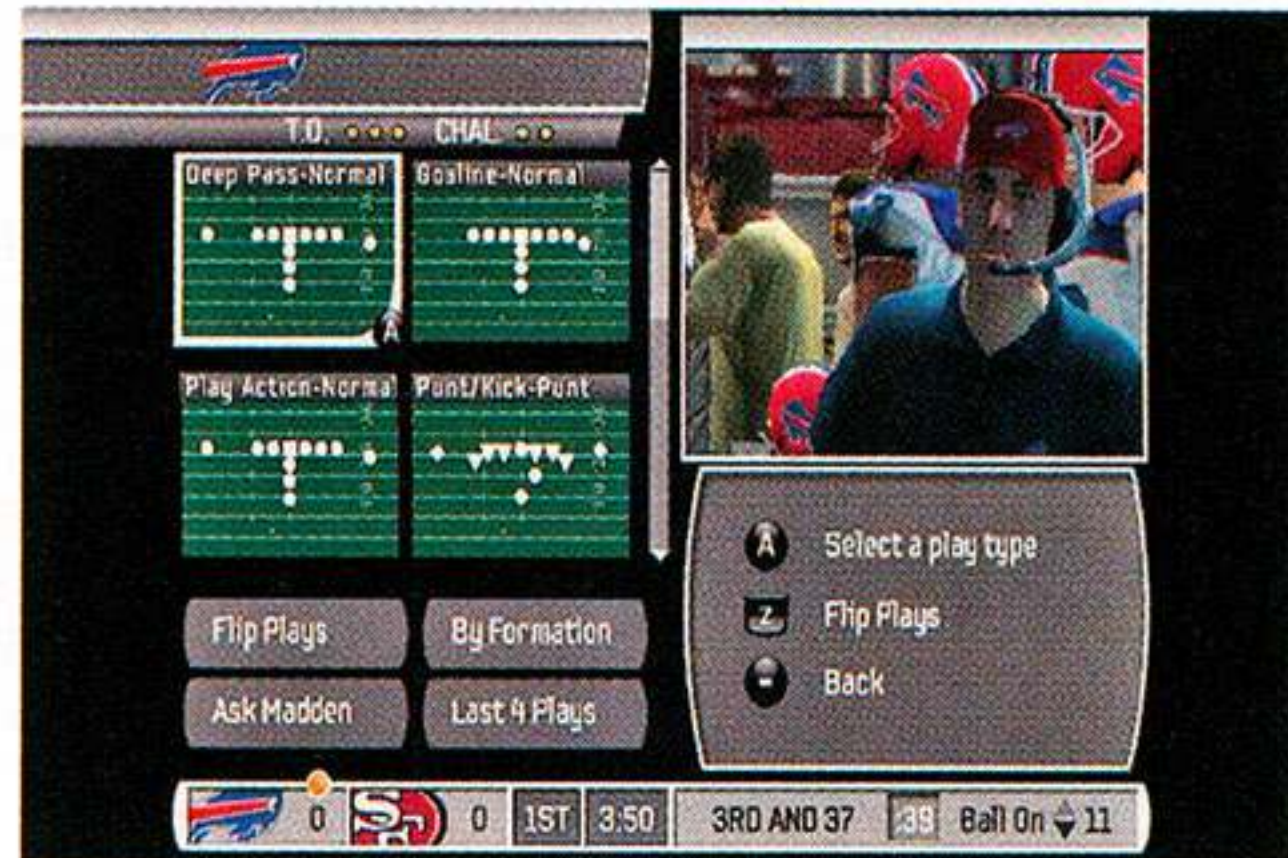 T.O. CHAL
Deep Pass-Normal
Goaline-Normal
Play Action-Normal
Punt/Kick-Punt
A
Flip Plays
By Formation
Ask Madden
Last 4 Plays
A Select a play type
Z Flip Plays
- Back
0 SF 0 1ST 3:50 3RD AND 37 :39 Ball On 11